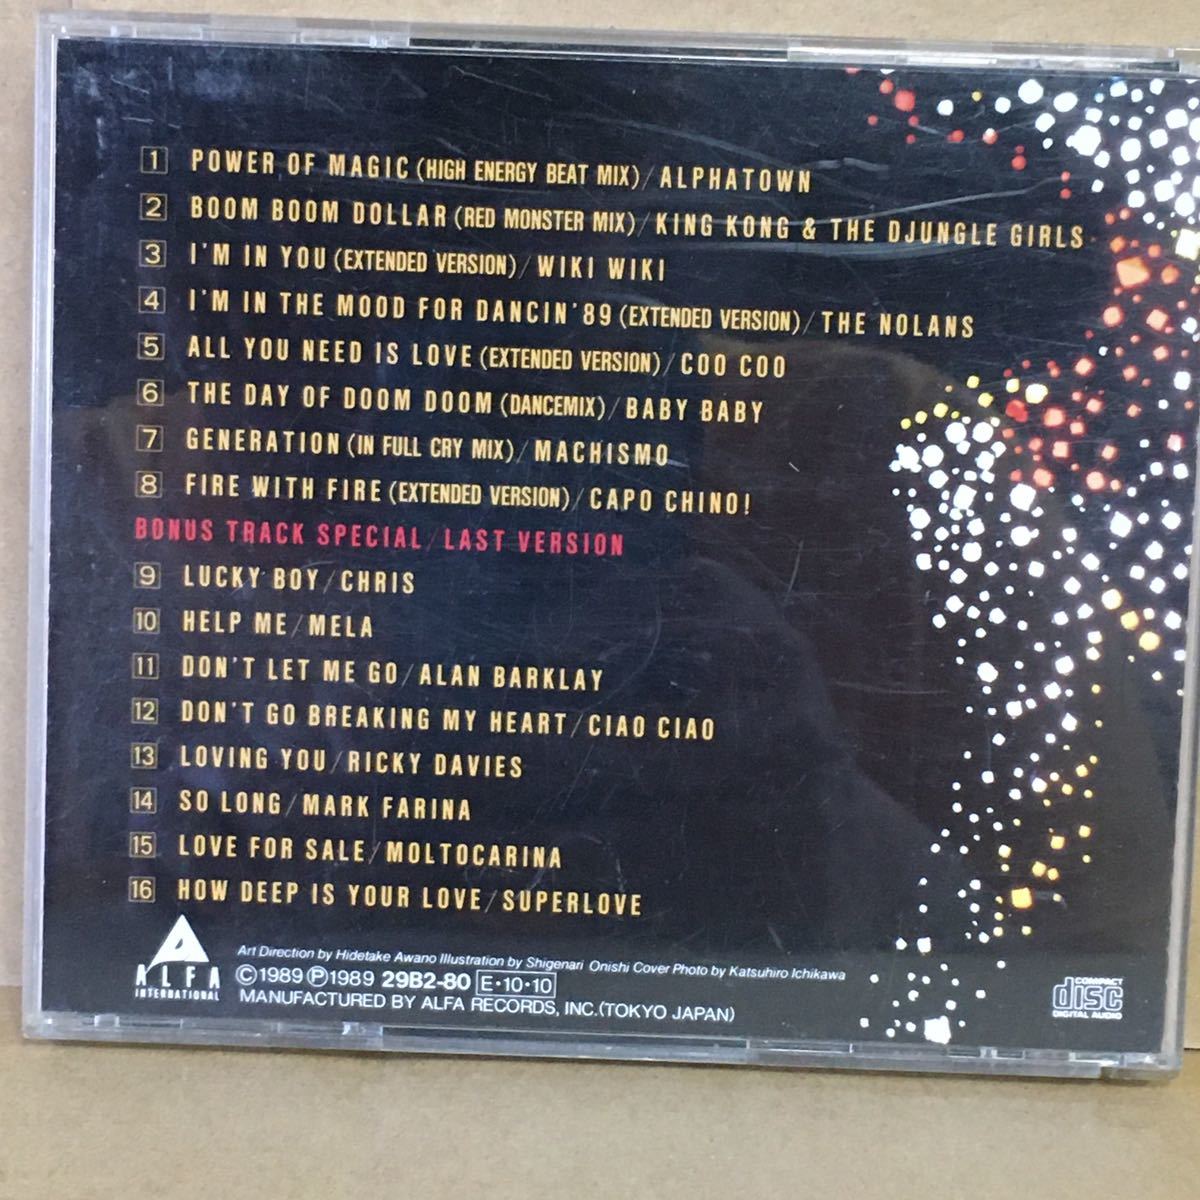 1 POWER OF MAGIC (HIGH ENERGY BEAT MIX)/ALPHATOWN
2 BOOM BOOM DOLLAR (RED MONSTER MIX)/KING KONG & THE DJUNGLE GIRLS
3 I'M IN YOU (EXTENDED VERSION)/WIKI WIKI
4 I'M IN THE MOOD FOR DANCIN'89 (EXTENDED VERSION)/THE NOLANS
5 ALL YOU NEED IS LOVE (EXTENDED VERSION)/COO COO
6 THE DAY OF DOOM DOOM (DANCEMIX)/BABY BABY
7 GENERATION (IN FULL CRY MIX)/MACHISMO
8 FIRE WITH FIRE (EXTENDED VERSION)/CAPO CHINO!
BONUS TRACK SPECIAL/LAST VERSION
9 LUCKY BOY/CHRIS
10 HELP ME/MELA
11 DON'T LET ME GO/ALAN BARKLAY
12 DON'T GO BREAKING MY HEART/CIAO CIAO
13 LOVING YOU/RICKY DAVIES
14 SO LONG/MARK FARINA
15 LOVE FOR SALE/MOLTOCARINA
16 HOW DEEP IS YOUR LOVE/SUPERLOVE
ALFA
INTERNATIONAL
Art Direction by Hidetake Awano Illustration by Shigenari Onishi Cover Photo by Katsuhiro Ichikawa
©1989 ℗1989 29B2-80 E·10·10
MANUFACTURED BY ALFA RECORDS, INC.(TOKYO JAPAN)
COMPACT
disc
DIGITAL AUDIO